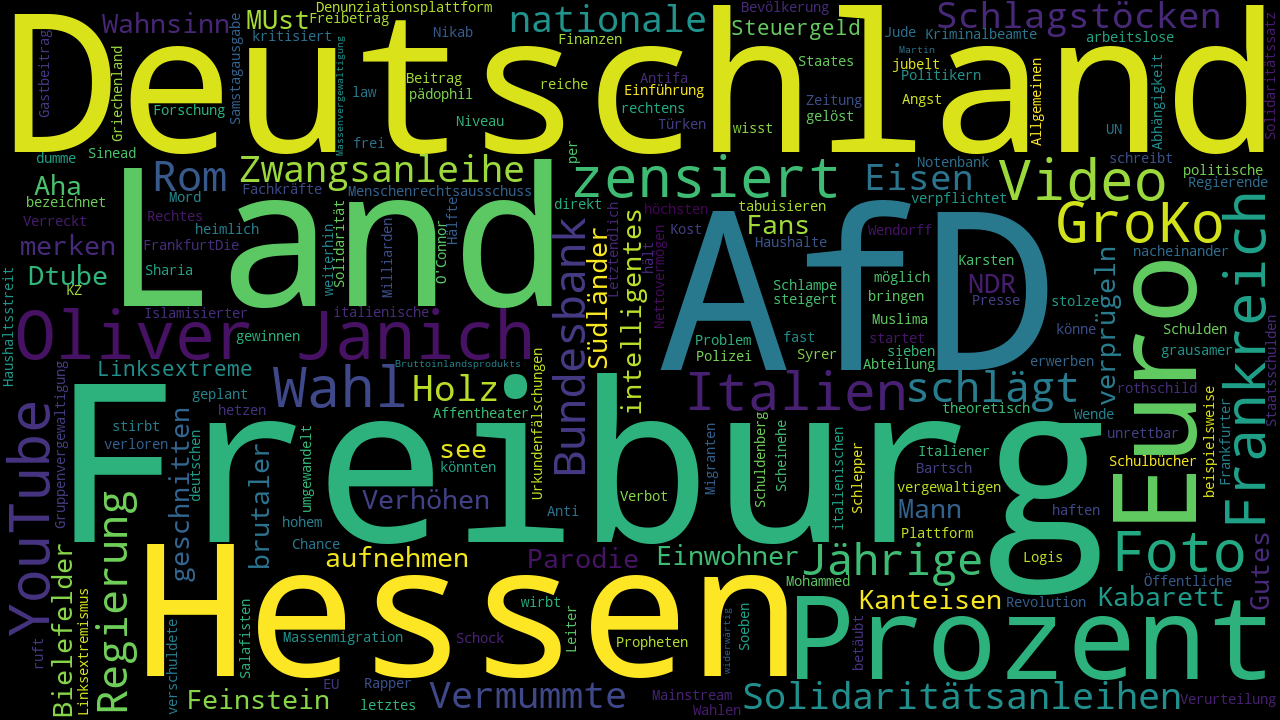 Deutschland
Denunziationsplattform
Bevölkerung
Wahnsinn
MUst
Freibetrag
nationale
Schlagstöcken
kritisiert
Nikab
Finanzen
Steuergeld
Jude
Kriminalbeamte
arbeitslose
Martin
jubelt
Gastbeitrag
Griechenland
Samstagsausgabe
Massenvergewaltigung
Forschung
Beitrag
pädophil
law
Niveau
frei
reiche
Antifa
Einführung
rechtens
Türken
Staates
Zeitung
gelöst
wisst
Politikern
Angst
Allgemeinen
UN
Abhängigkeit
Solidaritätssatz
dumme
Sinead
Land
Zwangsanleihe
per
zensiert
Eisen
Notenbank
Video
schreibt
politische
Regierende
Rom
Aha
bezeichnet
Mord
Fachkräfte
Menschenrechtsausschuss
direkt
höchsten
tabuisieren
Fans
verpflichtet
GroKo
Verreckt
Rechtes
heimlich
merken
FrankfurtDie
Dtube
KZ
Sharia
weiterhin
Solidarität
Milliarden
O'Connor
Hälfte
Bundesbank
Südländer
Letztendlich
intelligentes
hält
Nettovermögen
Kost
Haushalte
AfD
Wendorff
Karsten
NDR
Presse
Schlampe
steigert
möglich
bringen
Muslima
nacheinander
stolze
verprügeln
Euro
Frankreich
Haushaltsstreit
Islamisierter
italienische
Oliver Janich
gewinnen
Problem
Polizei
fast
Syrer
startet
sieben
Abteilung
könne
erwerben
Schulden
grausamer
Staatsschulden
Linksextreme
Bruttoinlandsprodukts
Wahl
Holz
Italien
schlägt
rothschild
geplant
hetzen
Affentheater
theoretisch
Wende
YouTube
Gruppenvergewaltigung
stirbt
verloren
Freiburg
geschnitten
deutschen
brutaler
umgewandelt
see
könnten
Urkundenfälschungen
Verbot
Migranten
Schuldenberg
Scheinehe
italienischen
Schlepper
Italiener
Bartsch
vergewaltigen
unrettbar
Schulbücher
beispielsweise
Frankfurter
Verhöhen
Anti
Mann
haften
Plattform
Regierung
hohem
Chance
Bielefelder
Linksextremismus
aufnehmen
Parodie
Einwohner
Jährige
Logis
Foto
Gutes
Mohammed
Öffentliche
Hessen
wirbt
Kanteisen
Revolution
Kabarett
Prozent
ruft
verschuldete
Salafisten
Massenmigration
Schock
Leiter
Propheten
widerwärtig
Soeben
betäubt
Feinstein
EU
Rapper
letztes
Vermummte
Mainstream
Wahlen
Solidaritätsanleihen
Verurteilung